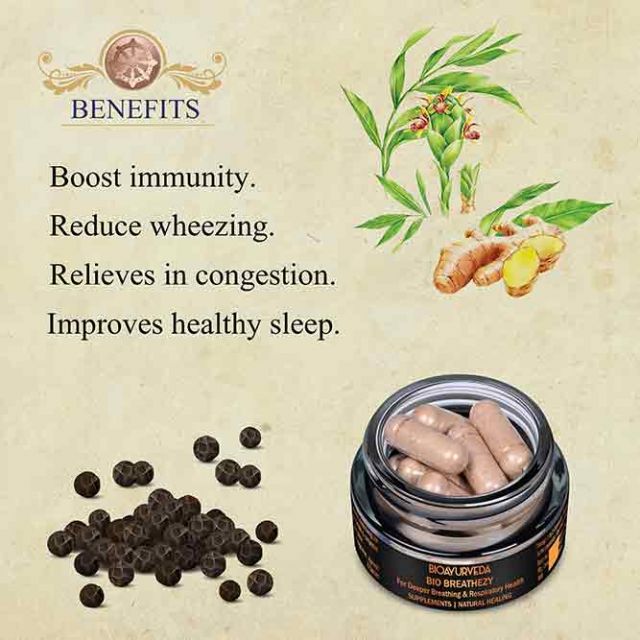 BENEFITS
Boost immunity.
Reduce wheezing.
Relieves in congestion.
Improves healthy sleep.
BIOAYURVEDA
BIO BREATHEZY
For Deeper Breathing & Respiratory Health
SUPPLEMENTS | NATURAL HEALING